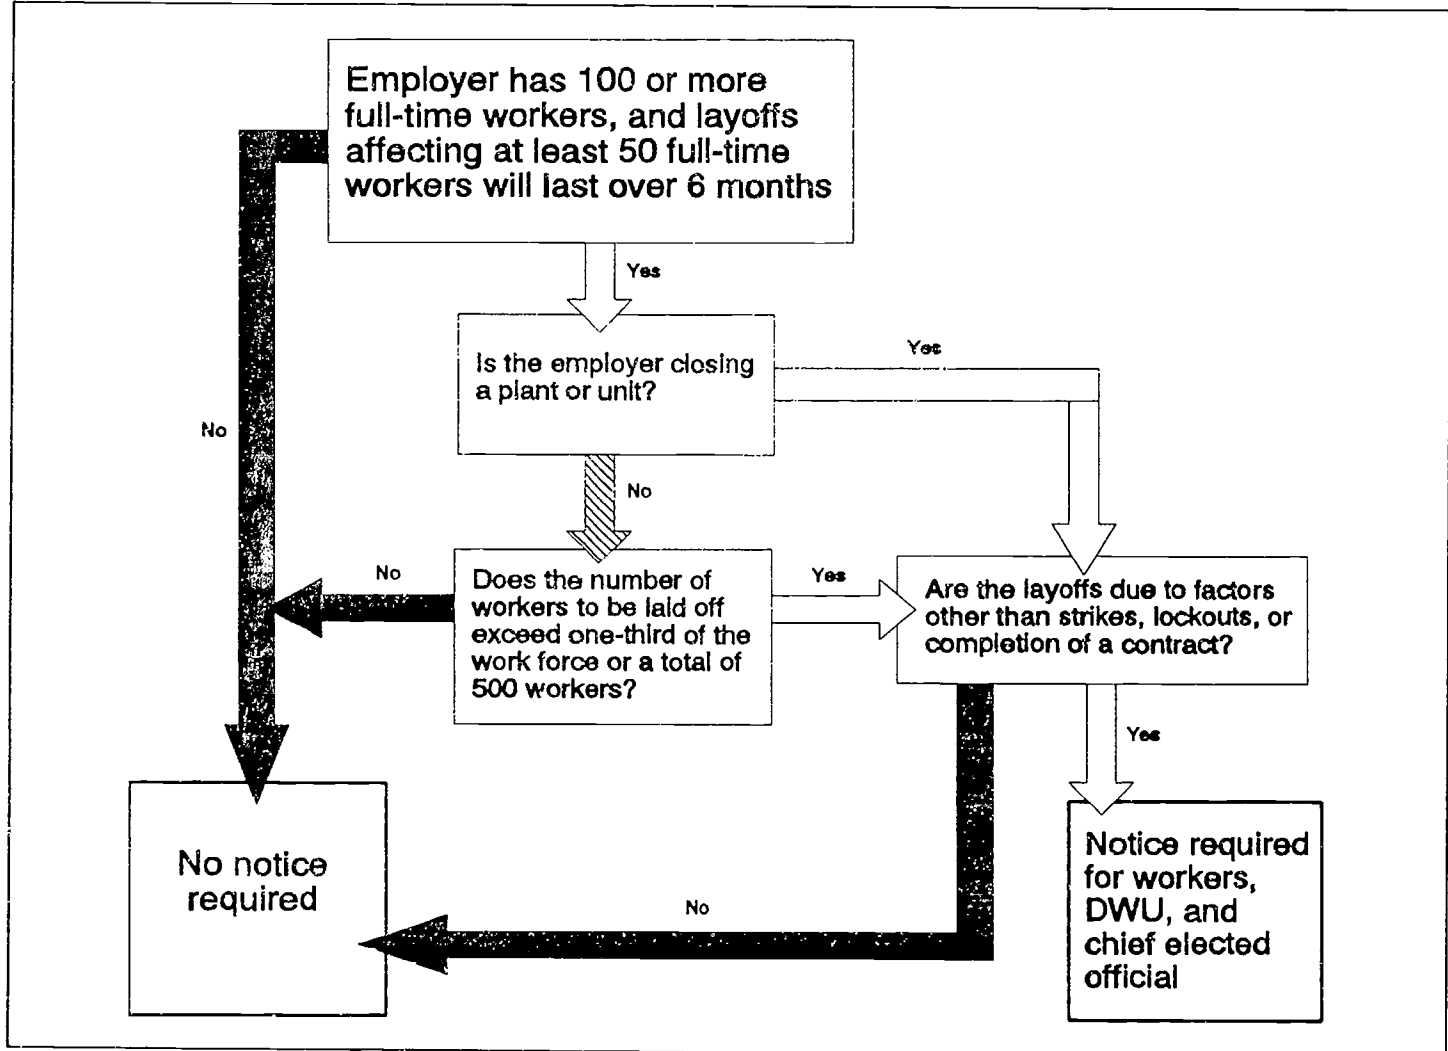 Employer has 100 or more
full-time workers, and layoffs
affecting at least 50 full-time
workers will last over 6 months
Yes
Is the employer closing
a plant or unit?
Yes
No
No
No
Does the number of
workers to be laid off
exceed one-third of the
work force or a total of
500 workers?
Yes
Are the layoffs due to factors
other than strikes, lockouts, or
completion of a contract?
Yes
No notice
required
No
Notice required
for workers,
DWU, and
chief elected
official